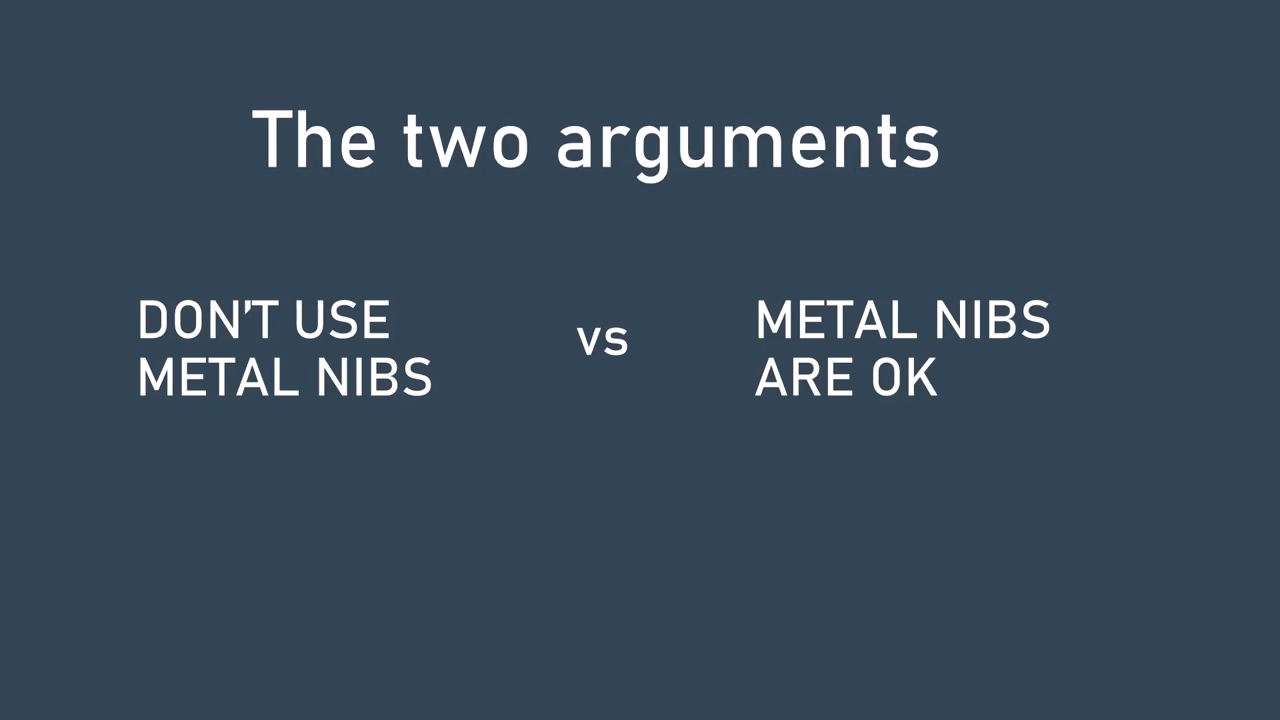 The two arguments
DON'T USE
METAL NIBS
vs
METAL NIBS
ARE OK